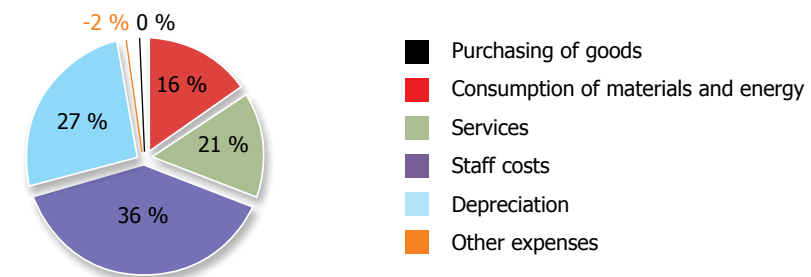 -2 % 0 %
16 %
27 %
21 %
36 %
Purchasing of goods
Consumption of materials and energy
Services
Staff costs
Depreciation
Other expenses